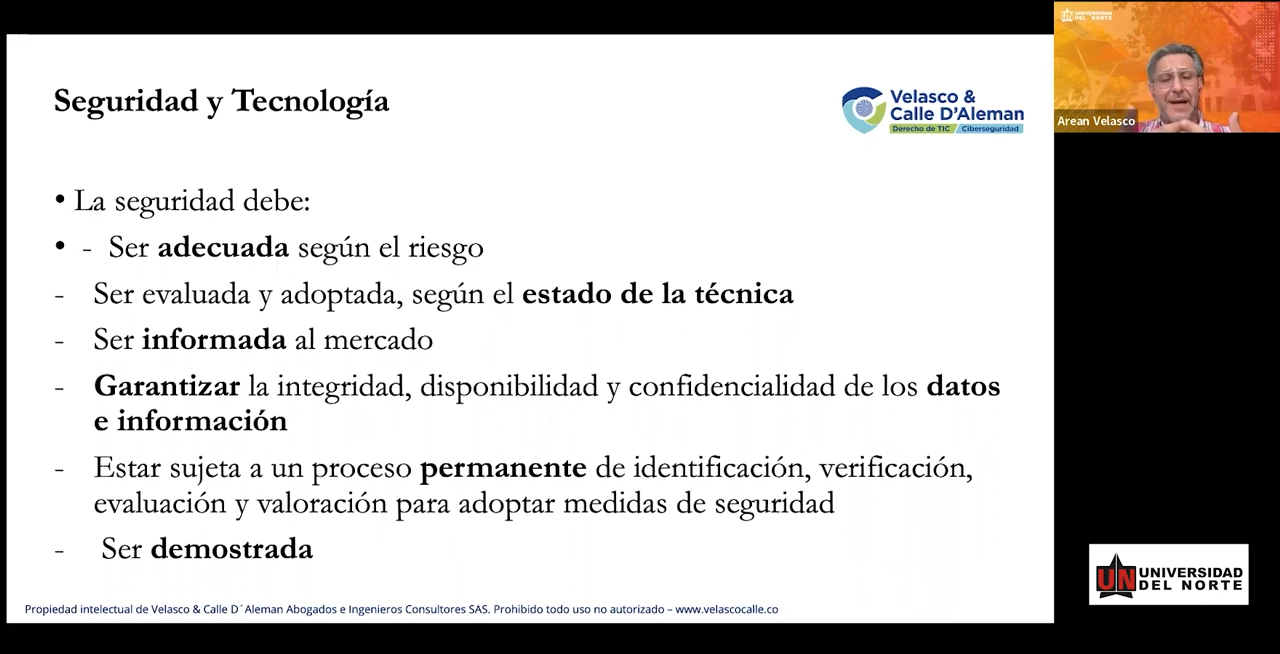 Seguridad y Tecnología
Velasco &
Calle D'Aleman
Derecho de TIC / Ciberseguridad
UNIVERSIDAD
DEL NORTE
Arean Velasco
• La seguridad debe:
• - Ser adecuada según el riesgo
- Ser evaluada y adoptada, según el estado de la técnica
- Ser informada al mercado
- Garantizar la integridad, disponibilidad y confidencialidad de los datos
e información
- Estar sujeta a un proceso permanente de identificación, verificación,
evaluación y valoración para adoptar medidas de seguridad
- Ser demostrada
Propiedad intelectual de Velasco & Calle D´Aleman Abogados e Ingenieros Consultores SAS. Prohibido todo uso no autorizado – www.velascocalle.co
UN UNIVERSIDAD
DEL NORTE